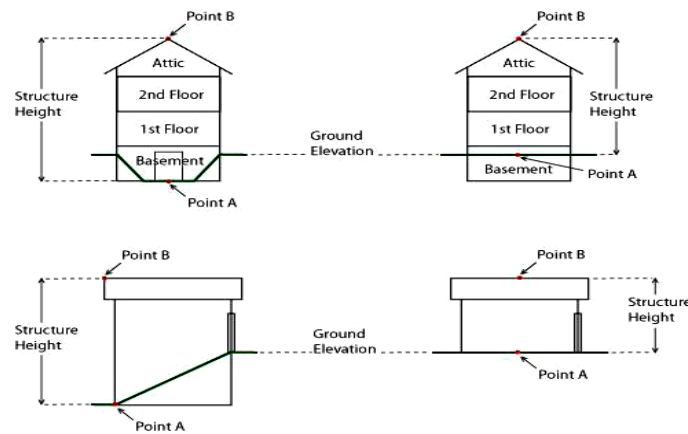 Point B
Attic
2nd Floor
1st Floor
Basement
Point A
Structure
Height
Ground
Elevation
Point B
Attic
2nd Floor
1st Floor
Basement
Point A
Structure
Height
Point B
Structure
Height
Point A
Ground
Elevation
Point B
Structure
Height
Point A